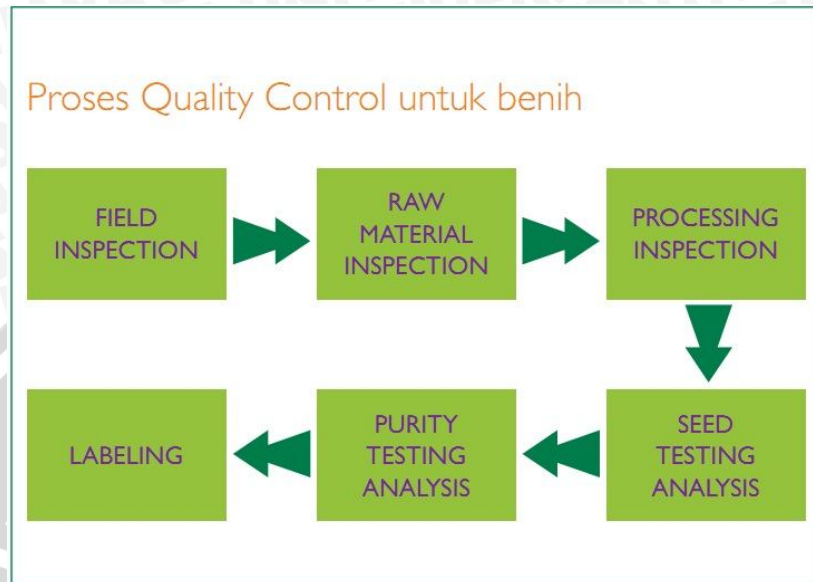 Proses Quality Control untuk benih
FIELD
INSPECTION
RAW
MATERIAL
INSPECTION
PROCESSING
INSPECTION
SEED
TESTING
ANALYSIS
PURITY
TESTING
ANALYSIS
LABELING